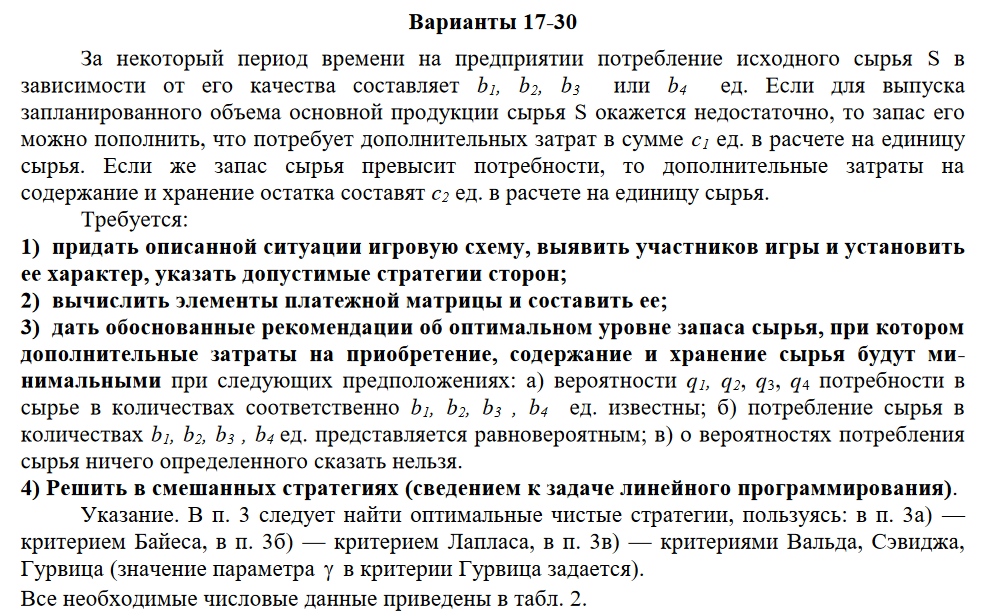 Варианты 17-30
За некоторый период времени на предприятии потребление исходного сырья S в
зависимости от его качества составляет b1, b2, b3 или b4 ед. Если для выпуска
запланированного объема основной продукции сырья S окажется недостаточно, то запас его
можно пополнить, что потребует дополнительных затрат в сумме c1 ед. в расчете на единицу
сырья. Если же запас сырья превысит потребности, то дополнительные затраты на
содержание и хранение остатка составят c2 ед. в расчете на единицу сырья.
Требуется:
1) придать описанной ситуации игровую схему, выявить участников игры и установить
ее характер, указать допустимые стратегии сторон;
2) вычислить элементы платежной матрицы и составить ее;
3) дать обоснованные рекомендации об оптимальном уровне запаса сырья, при котором
дополнительные затраты на приобретение, содержание и хранение сырья будут ми-
нимальными при следующих предположениях: а) вероятности q1, q2, q3, q4 потребности в
сырье в количествах соответственно b1, b2, b3 , b4 ед. известны; б) потребление сырья в
количествах b1, b2, b3 , b4 ед. представляется равновероятным; в) о вероятностях потребления
сырья ничего определенного сказать нельзя.
4) Решить в смешанных стратегиях (сведением к задаче линейного программирования).
Указание. В п. 3 следует найти оптимальные чистые стратегии, пользуясь: в п. 3а) —
критерием Байеса, в п. 3б) — критерием Лапласа, в п. 3в) — критериями Вальда, Сэвиджа,
Гурвица (значение параметра γ в критерии Гурвица задается).
Все необходимые числовые данные приведены в табл. 2.